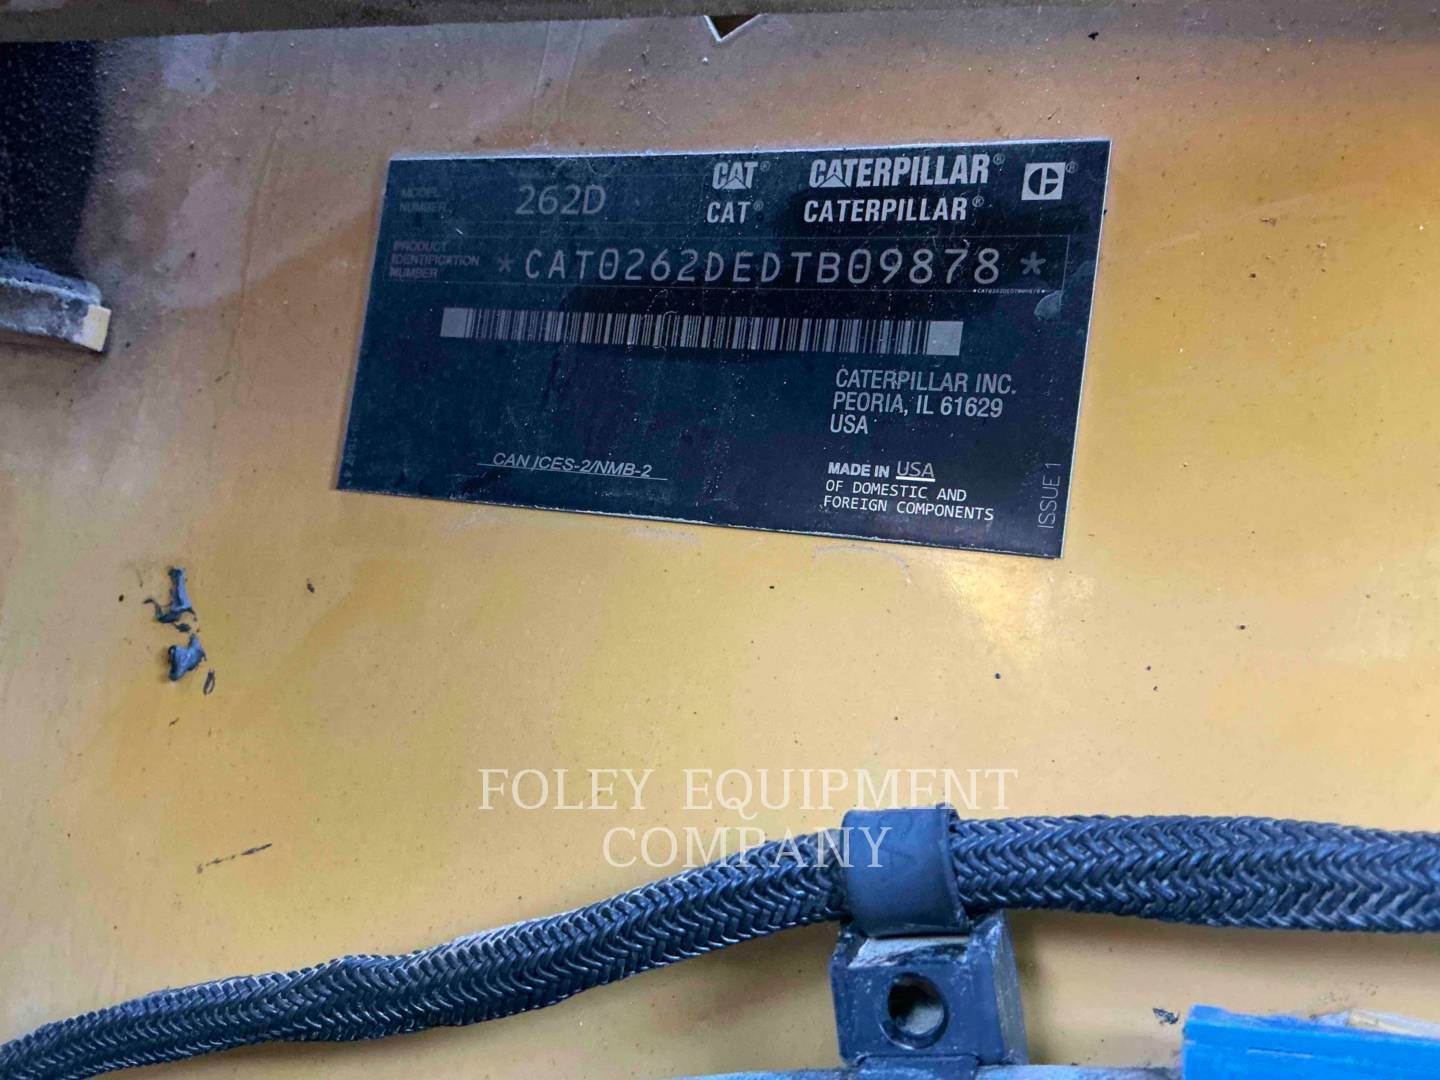 MODEL NUMBER 262D
CAT® CATERPILLAR®
CAT® CATERPILLAR®
PRODUCT IDENTIFICATION NUMBER *CAT0262DEDTB09878*
*CAT0262DEDTB09878*
CATERPILLAR INC.
PEORIA, IL 61629
USA
CAN ICES-2/NMB-2
MADE IN USA
OF DOMESTIC AND
FOREIGN COMPONENTS
ISSUE 1
FOLEY EQUIPMENT
COMPANY